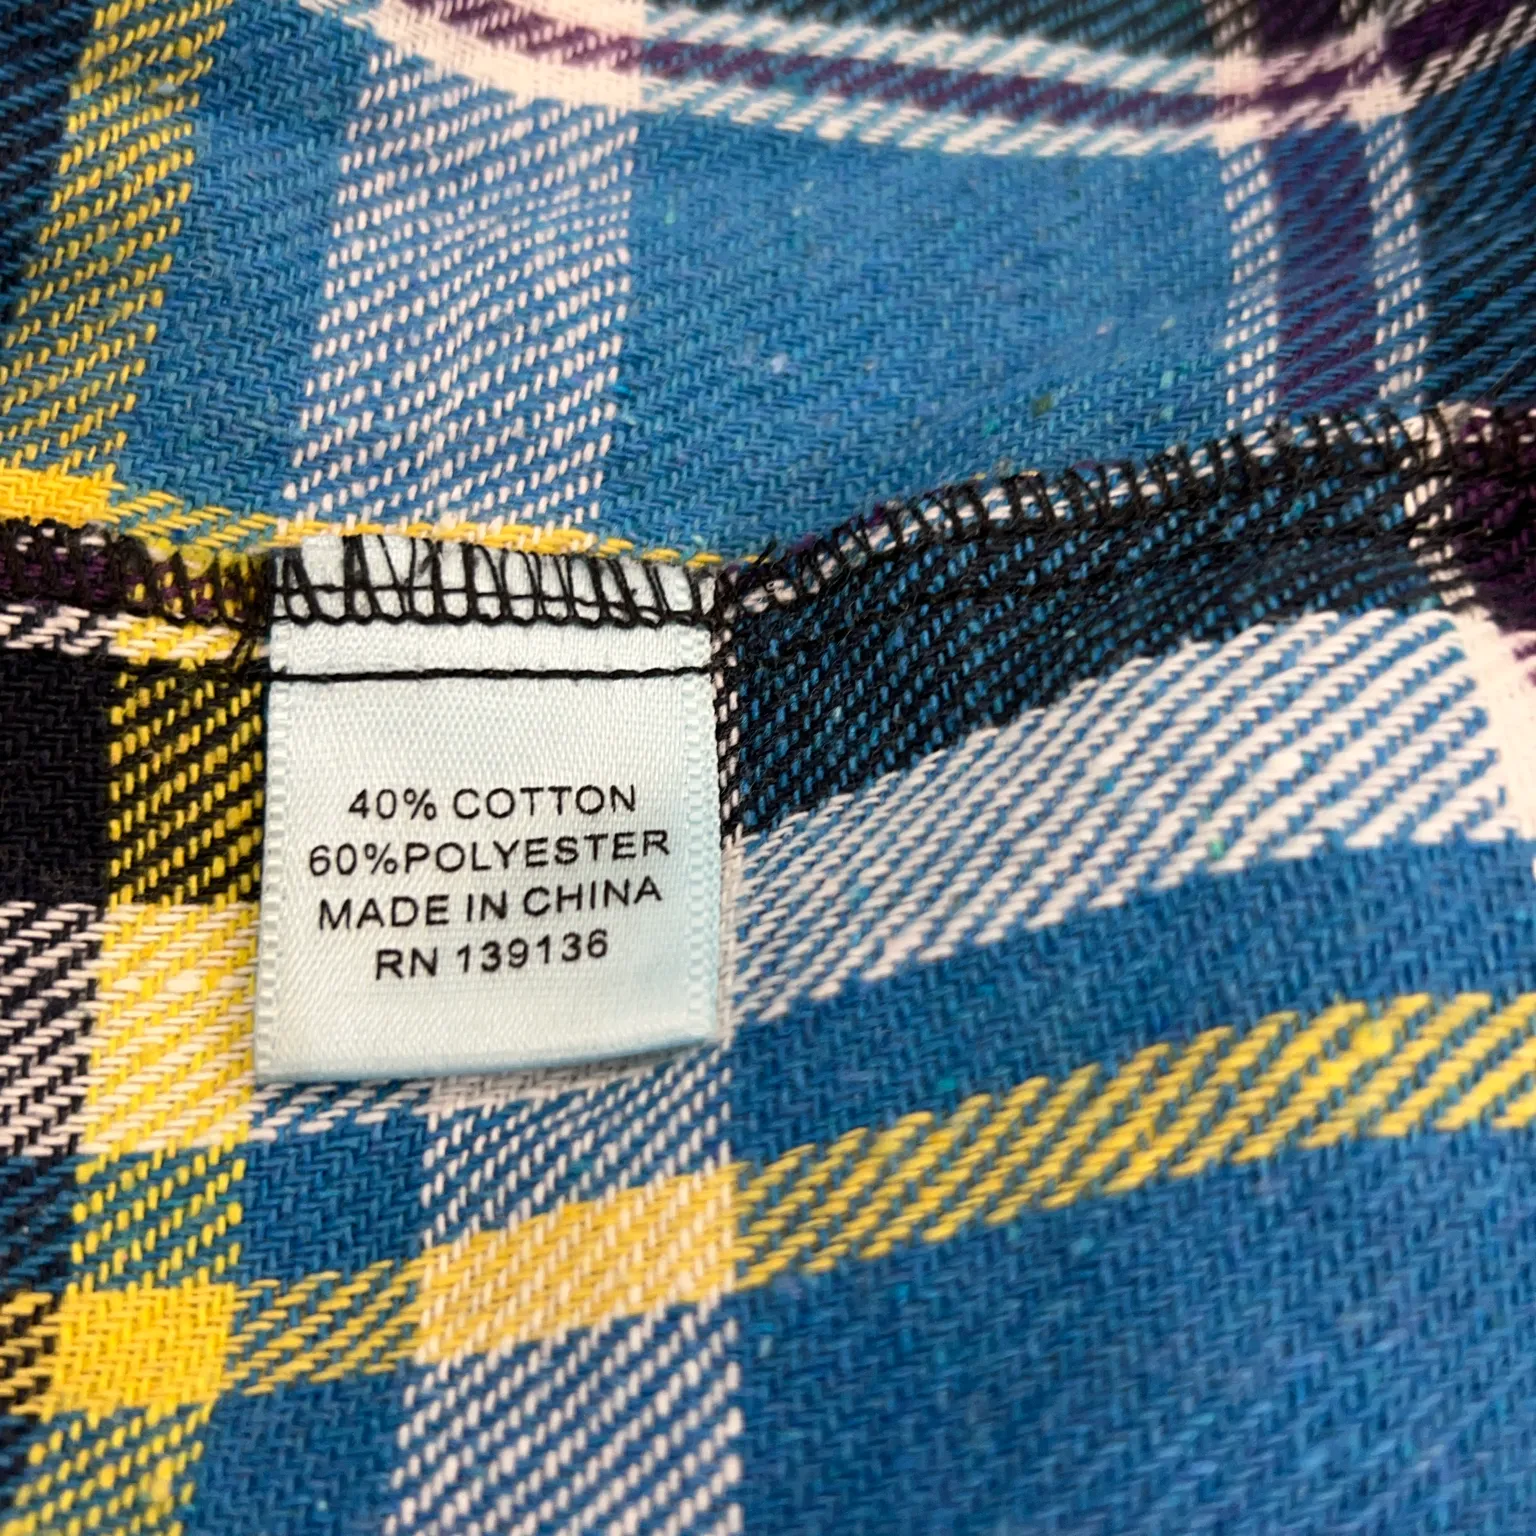 40% COTTON
60%POLYESTER
MADE IN CHINA
RN 139136